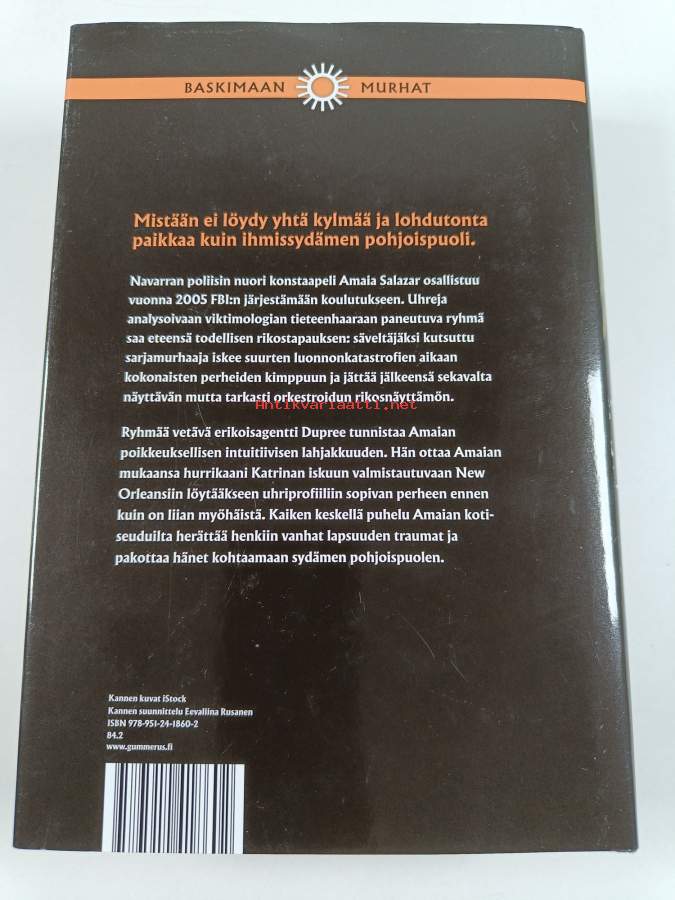 BASKIMAAN MURHAT
Mistään ei löydy yhtä kylmää ja lohdutonta
paikkaa kuin ihmissydämen pohjoispuoli.
Navarran poliisin nuori konstaapeli Amaia Salazar osallistuu
vuonna 2005 FBI:n järjestämään koulutukseen. Uhreja
analysoivaan viktimologian tieteenhaaraan paneutuva ryhmä
saa eteensä todellisen rikostapauksen: säveltäjäksi kutsuttu
sarjamurhaaja iskee suurten luonnonkatastrofien aikaan
kokonaisten perheiden kimppuun ja jättää jälkeensä sekavalta
näyttävän mutta tarkasti orkestroidun rikosnäyttämön.
Antikvariaatti.net
Ryhmää vetävä erikoisagentti Dupree tunnistaa Amaian
poikkeuksellisen intuitiivisen lahjakkuuden. Hän ottaa Amaian
mukaansa hurrikaani Katrinan iskuun valmistautuvaan New
Orleansiin löytääkseen uhriprofiiliin sopivan perheen ennen
kuin on liian myöhäistä. Kaiken keskellä puhelu Amaian koti-
seuduilta herättää henkiin vanhat lapsuuden traumat ja
pakottaa hänet kohtaamaan sydämen pohjoispuolen.
Kannen kuvat iStock
Kannen suunnittelu Eevaliina Rusanen
ISBN 978-951-24-1860-2
84.2
www.gummerus.fi